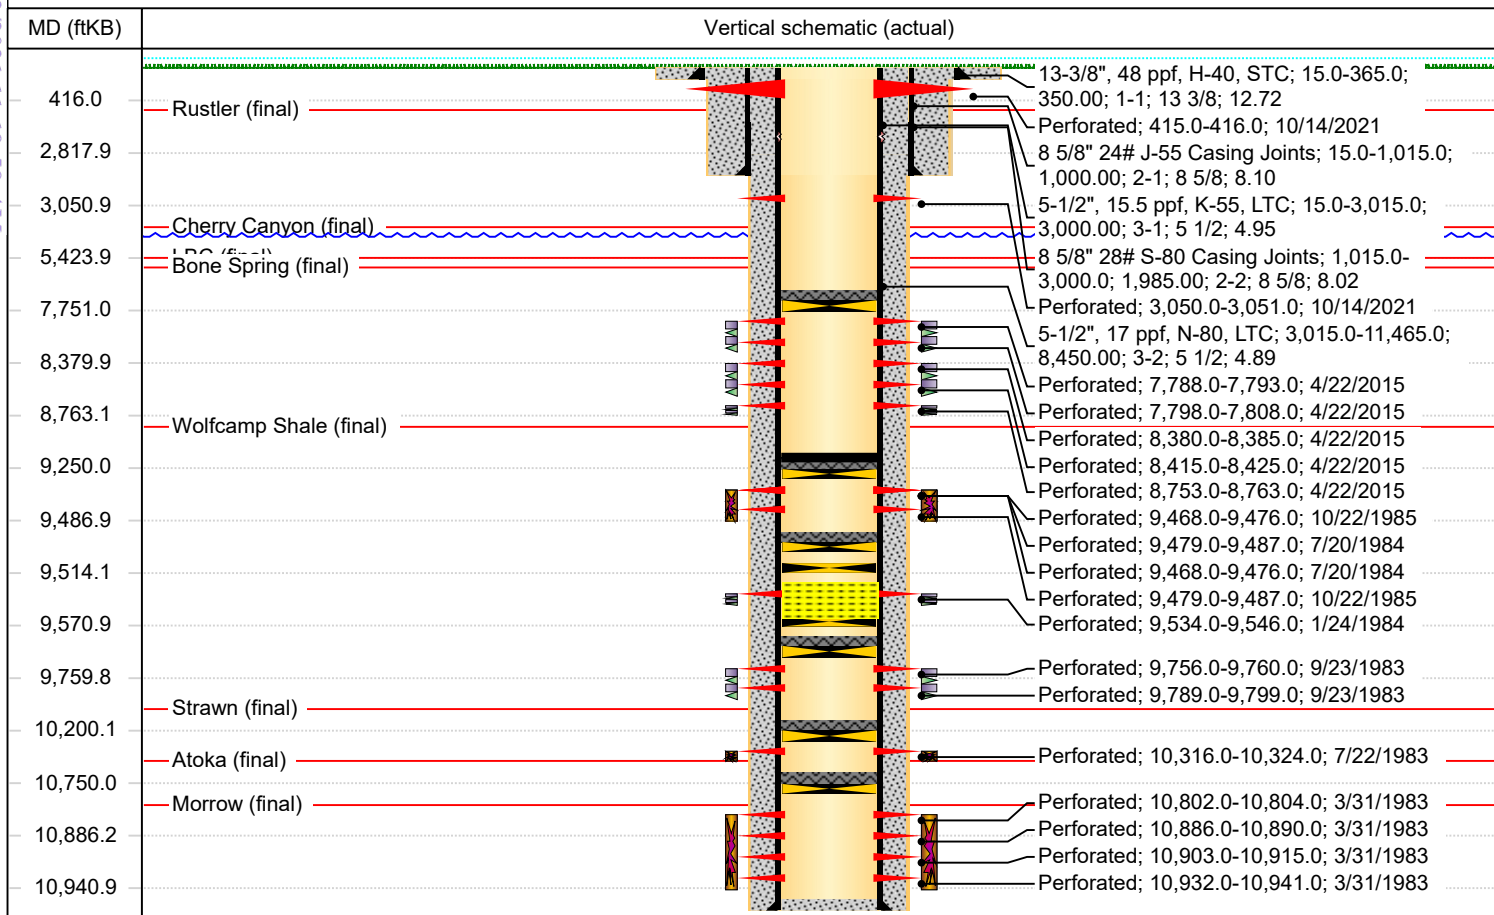 MD (ftKB)
Vertical schematic (actual)
416.0
2,817.9
3,050.9
5,423.9
7,751.0
8,379.9
8,763.1
9,250.0
9,486.9
9,514.1
9,570.9
9,759.8
10,200.1
10,750.0
10,886.2
10,940.9
Rustler (final)
Cherry Canyon (final)
Bone Spring (final)
Wolfcamp Shale (final)
Strawn (final)
Atoka (final)
Morrow (final)
13-3/8", 48 ppf, H-40, STC; 15.0-365.0;
350.00; 1-1; 13 3/8; 12.72
Perforated; 415.0-416.0; 10/14/2021
8 5/8" 24# J-55 Casing Joints; 15.0-1,015.0;
1,000.00; 2-1; 8 5/8; 8.10
5-1/2", 15.5 ppf, K-55, LTC; 15.0-3,015.0;
3,000.00; 3-1; 5 1/2; 4.95
8 5/8" 28# S-80 Casing Joints; 1,015.0-
3,000.0; 1,985.00; 2-2; 8 5/8; 8.02
Perforated; 3,050.0-3,051.0; 10/14/2021
5-1/2", 17 ppf, N-80, LTC; 3,015.0-11,465.0;
8,450.00; 3-2; 5 1/2; 4.89
Perforated; 7,788.0-7,793.0; 4/22/2015
Perforated; 7,798.0-7,808.0; 4/22/2015
Perforated; 8,380.0-8,385.0; 4/22/2015
Perforated; 8,415.0-8,425.0; 4/22/2015
Perforated; 8,753.0-8,763.0; 4/22/2015
Perforated; 9,468.0-9,476.0; 10/22/1985
Perforated; 9,479.0-9,487.0; 7/20/1984
Perforated; 9,468.0-9,476.0; 7/20/1984
Perforated; 9,479.0-9,487.0; 10/22/1985
Perforated; 9,534.0-9,546.0; 1/24/1984
Perforated; 9,756.0-9,760.0; 9/23/1983
Perforated; 9,789.0-9,799.0; 9/23/1983
Perforated; 10,316.0-10,324.0; 7/22/1983
Perforated; 10,802.0-10,804.0; 3/31/1983
Perforated; 10,886.0-10,890.0; 3/31/1983
Perforated; 10,903.0-10,915.0; 3/31/1983
Perforated; 10,932.0-10,941.0; 3/31/1983